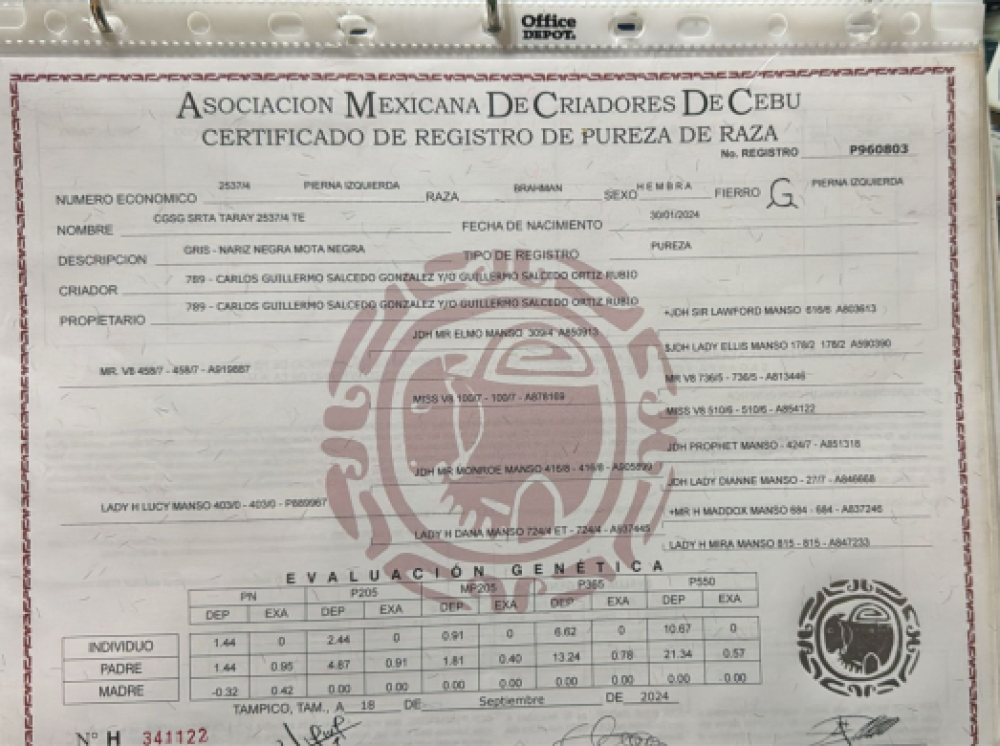 Office
DEPOT.
ASOCIACION MEXICANA DE CRIADORES DE CEBU
CERTIFICADO DE REGISTRO DE PUREZA DE RAZA
No. REGISTRO P960803
NUMERO ECONOMICO 2537/4 PIERNA IZQUIERDA RAZA BRAHMAN SEXO HEMBRA FIERRO G PIERNA IZQUIERDA
NOMBRE CGSG SRTA TARAY 2537/4 TE FECHA DE NACIMIENTO 30/01/2024
DESCRIPCION GRIS - NARIZ NEGRA MOTA NEGRA TIPO DE REGISTRO PUREZA
CRIADOR 789 - CARLOS GUILLERMO SALCEDO GONZALEZ Y/O GUILLERMO SALCEDO ORTIZ RUBIO
PROPIETARIO 789 - CARLOS GUILLERMO SALCEDO GONZALEZ Y/O GUILLERMO SALCEDO ORTIZ RUBIO
+JDH SIR LAWFORD MANSO 616/6 A803613
JDH MR ELMO MANSO 309/4 A850913
$JDH LADY ELLIS MANSO 178/2 178/2 A590390
MR. V8 458/7 - 458/7 - A919667
MR V8 736/5 - 736/5 - A813446
MISS V8 100/7 - 100/7 - A878169
MISS V8 510/6 - 510/6 - A854122
JDH PROPHET MANSO - 424/7 - A851318
JDH MR MONROE MANSO 416/8 - 416/8 - A905899
JDH LADY DIANNE MANSO - 27/7 - A846668
LADY H LUCY MANSO 403/0 - 403/0 - P889967
+MR H MADDOX MANSO 684 - 684 - A837246
LADY H DANA MANSO 724/4 ET - 724/4 - A937445
LADY H MIRA MANSO 815 - 815 - A847233
EVALUACIÓN GENÉTICA
PN P205 MP205 P365 P550
DEP EXA DEP EXA DEP EXA DEP EXA DEP EXA
INDIVIDUO 1.44 0 2.44 0 0.91 0 6.62 0 10.67 0
PADRE 1.44 0.95 4.87 0.91 1.81 0.40 13.24 0.78 21.34 0.57
MADRE -0.32 0.42 0.00 0.00 0.00 0.00 0.00 0.00 0.00 0.00
TAMPICO, TAM., A 18 DE Septiembre DE 2024
N° H 341122